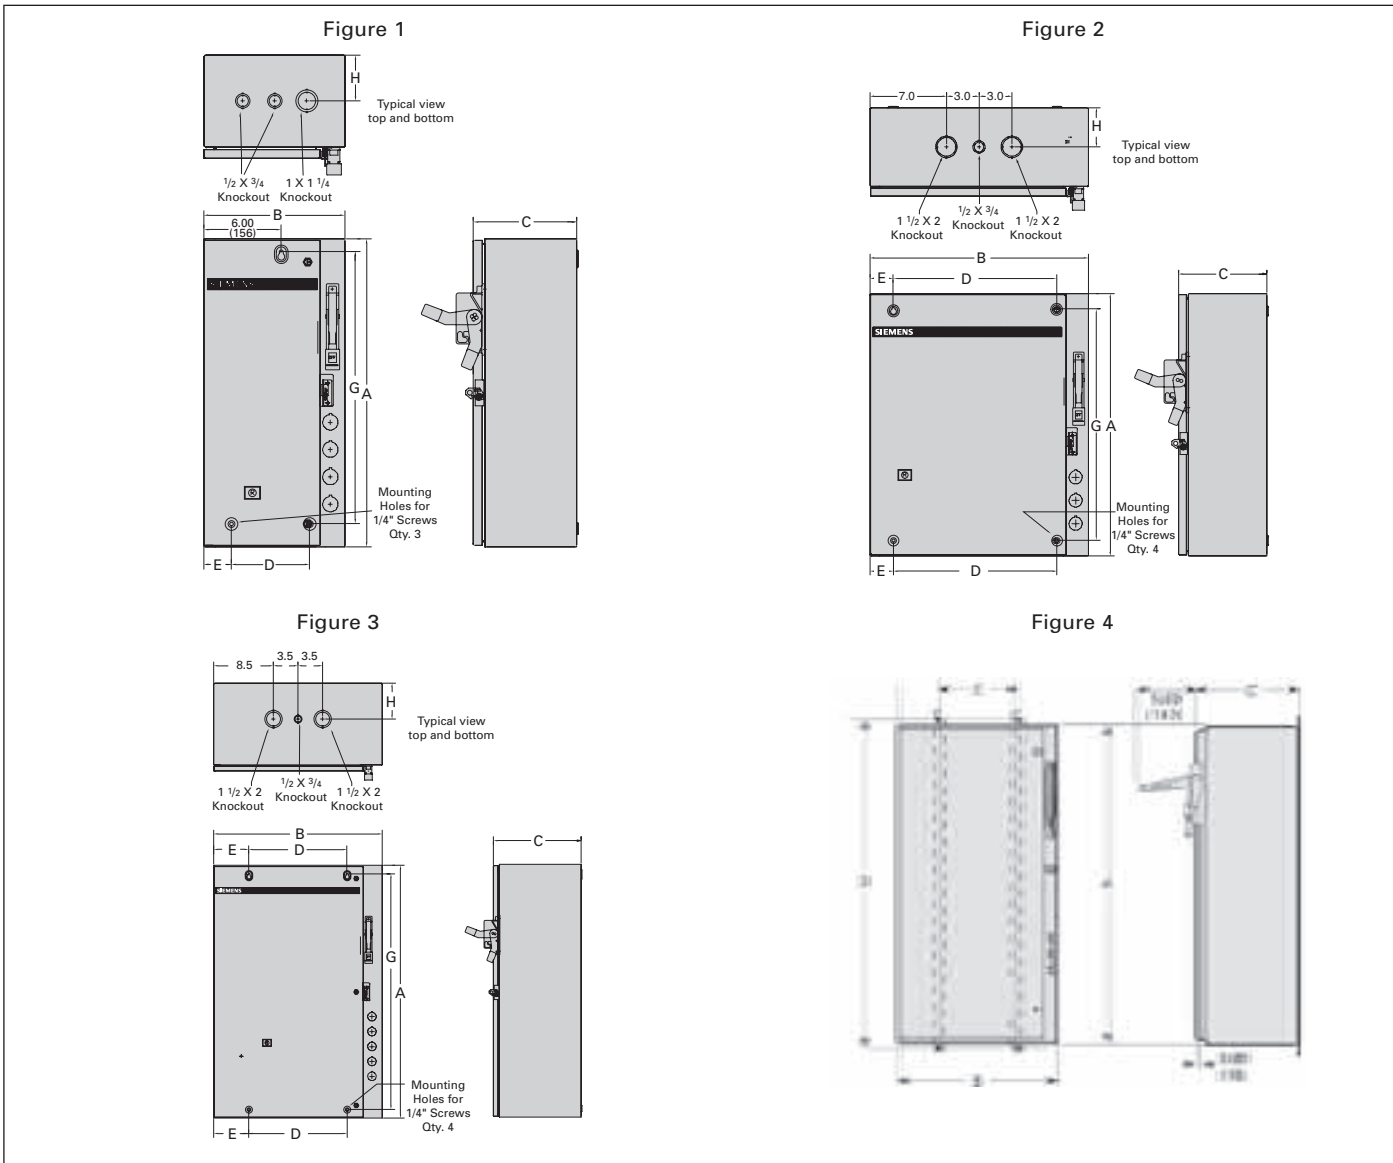 Figure 1
H
Typical view
top and bottom
1/2 X 3/4
Knockout
1 X 1 1/4
Knockout
B
6.00
(156)
C
SIEMENS
G
A
Mounting
Holes for
1/4" Screws
Qty. 3
E
D
Figure 2
7.0
3.0
3.0
H
Typical view
top and bottom
1 1/2 X 2
Knockout
1/2 X 3/4
Knockout
1 1/2 X 2
Knockout
B
E
D
C
SIEMENS
G
A
Mounting
Holes for
1/4" Screws
Qty. 4
E
D
Figure 3
8.5
3.5
3.5
H
Typical view
top and bottom
1 1/2 X 2
Knockout
1/2 X 3/4
Knockout
1 1/2 X 2
Knockout
B
E
D
C
SIEMENS
G
A
Mounting
Holes for
1/4" Screws
Qty. 4
E
D
Figure 4
E
C
B